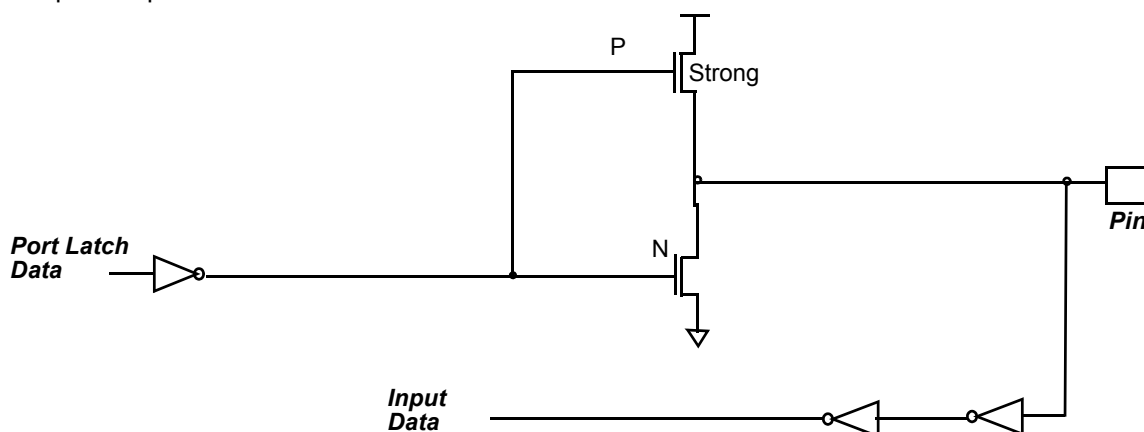 P
Strong
Pin
N
Port Latch
Data
Input
Data